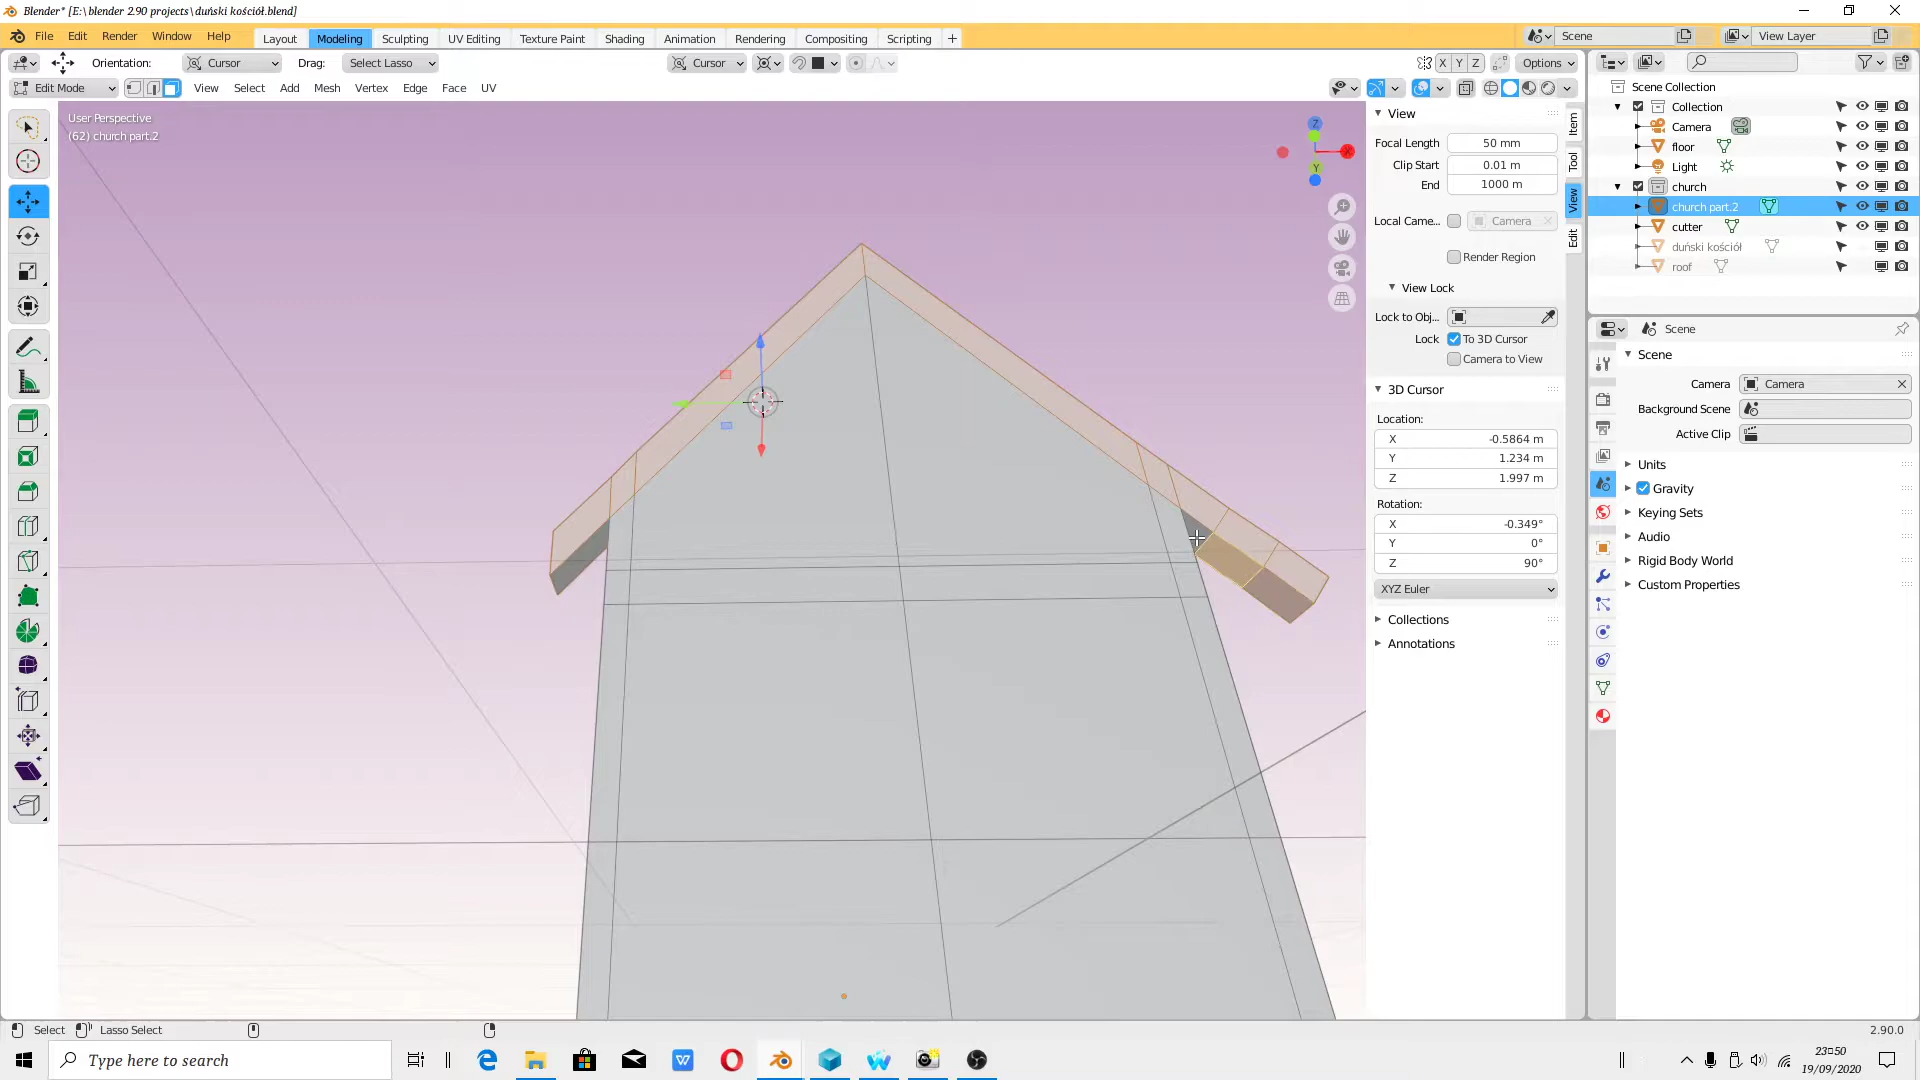 Blender* [E:\blender 2.90 projects\duński kościół.blend]
File Edit Render Window Help Layout Modeling Sculpting UV Editing Texture Paint Shading Animation Rendering Compositing Scripting + Scene View Layer
Orientation: Cursor Drag: Select Lasso Cursor X Y Z Options
Edit Mode View Select Add Mesh Vertex Edge Face UV
User Perspective
(62) church part.2
Z
X
Y
View
Focal Length 50 mm
Clip Start 0.01 m
End 1000 m
Local Came... Camera
Render Region
View Lock
Lock to Obj...
Lock To 3D Cursor
Camera to View
3D Cursor
Location:
X -0.5864 m
Y 1.234 m
Z 1.997 m
Rotation:
X -0.349°
Y 0°
Z 90°
XYZ Euler
Collections
Annotations
Item
Tool
View
Edit
Scene Collection
Collection
Camera
floor
Light
church
church part.2
cutter
duński kościół
roof
Scene
Scene
Camera Camera
Background Scene
Active Clip
Units
Gravity
Keying Sets
Audio
Rigid Body World
Custom Properties
Select Lasso Select 2.90.0
Type here to search
23:50
19/09/2020